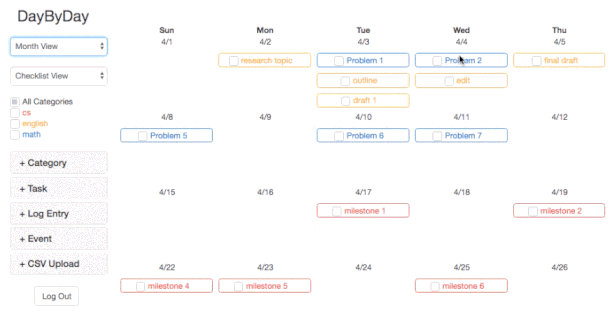 DayByDay
Month View
Checklist View
All Categories
cs
english
math
+ Category
+ Task
+ Log Entry
+ Event
+ CSV Upload
Log Out
Sun Mon Tue Wed Thu
4/1 4/2 4/3 4/4 4/5
research topic Problem 1 Problem 2 final draft
outline edit
draft 1
4/8 4/9 4/10 4/11 4/12
Problem 5 Problem 6 Problem 7
4/15 4/16 4/17 4/18 4/19
milestone 1 milestone 2
4/22 4/23 4/24 4/25 4/26
milestone 4 milestone 5 milestone 6